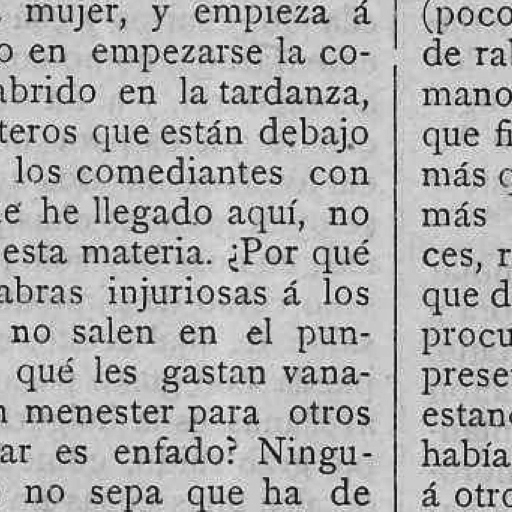 mujer, y empieza á
o en empezarse la co-
abrido en la tardanza,
teros que están debajo
los comediantes con
he llegado aquí, no
esta materia. ¿Por qué
abras injuriosas á los
no salen en el pun-
qué les gastan vana-
menester para otros
ar es enfado? Ningu-
no sepa que ha de
(poco
de ra
mano
que fi
más
más
ces, r
que d
procu
prese
estan
había
á otro